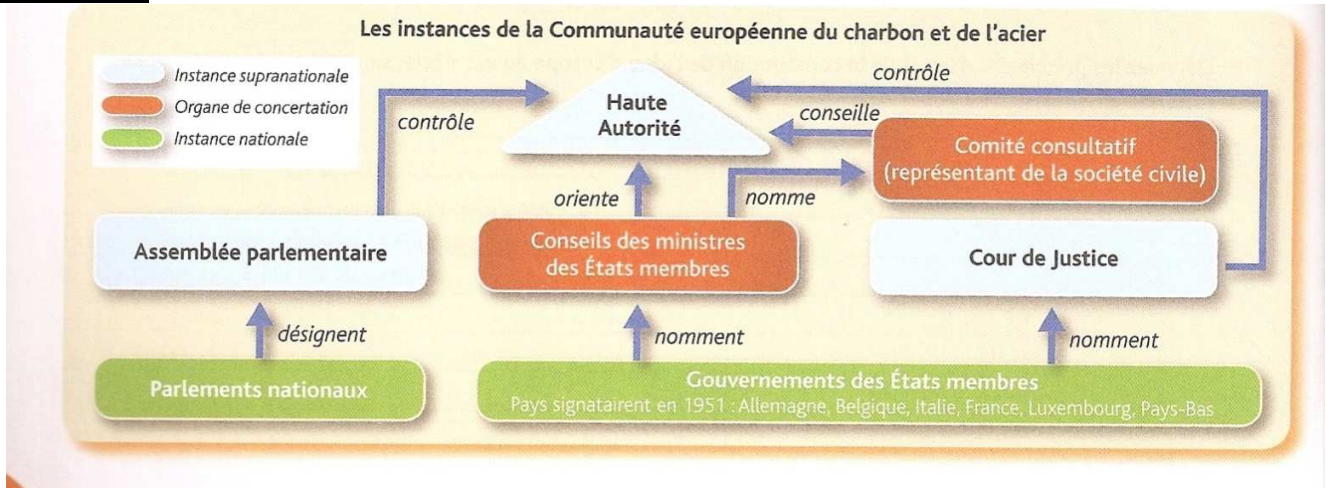 Les instances de la Communauté européenne du charbon et de l'acier
Instance supranationale
Organe de concertation
Instance nationale
contrôle
Haute
Autorité
contrôle
conseille
Comité consultatif
(représentant de la société civile)
oriente
nomme
Assemblée parlementaire
Conseils des ministres
des États membres
Cour de Justice
désignent
nomment
nomment
Parlements nationaux
Gouvernements des États membres
Pays signatairent en 1951 : Allemagne, Belgique, Italie, France, Luxembourg, Pays-Bas